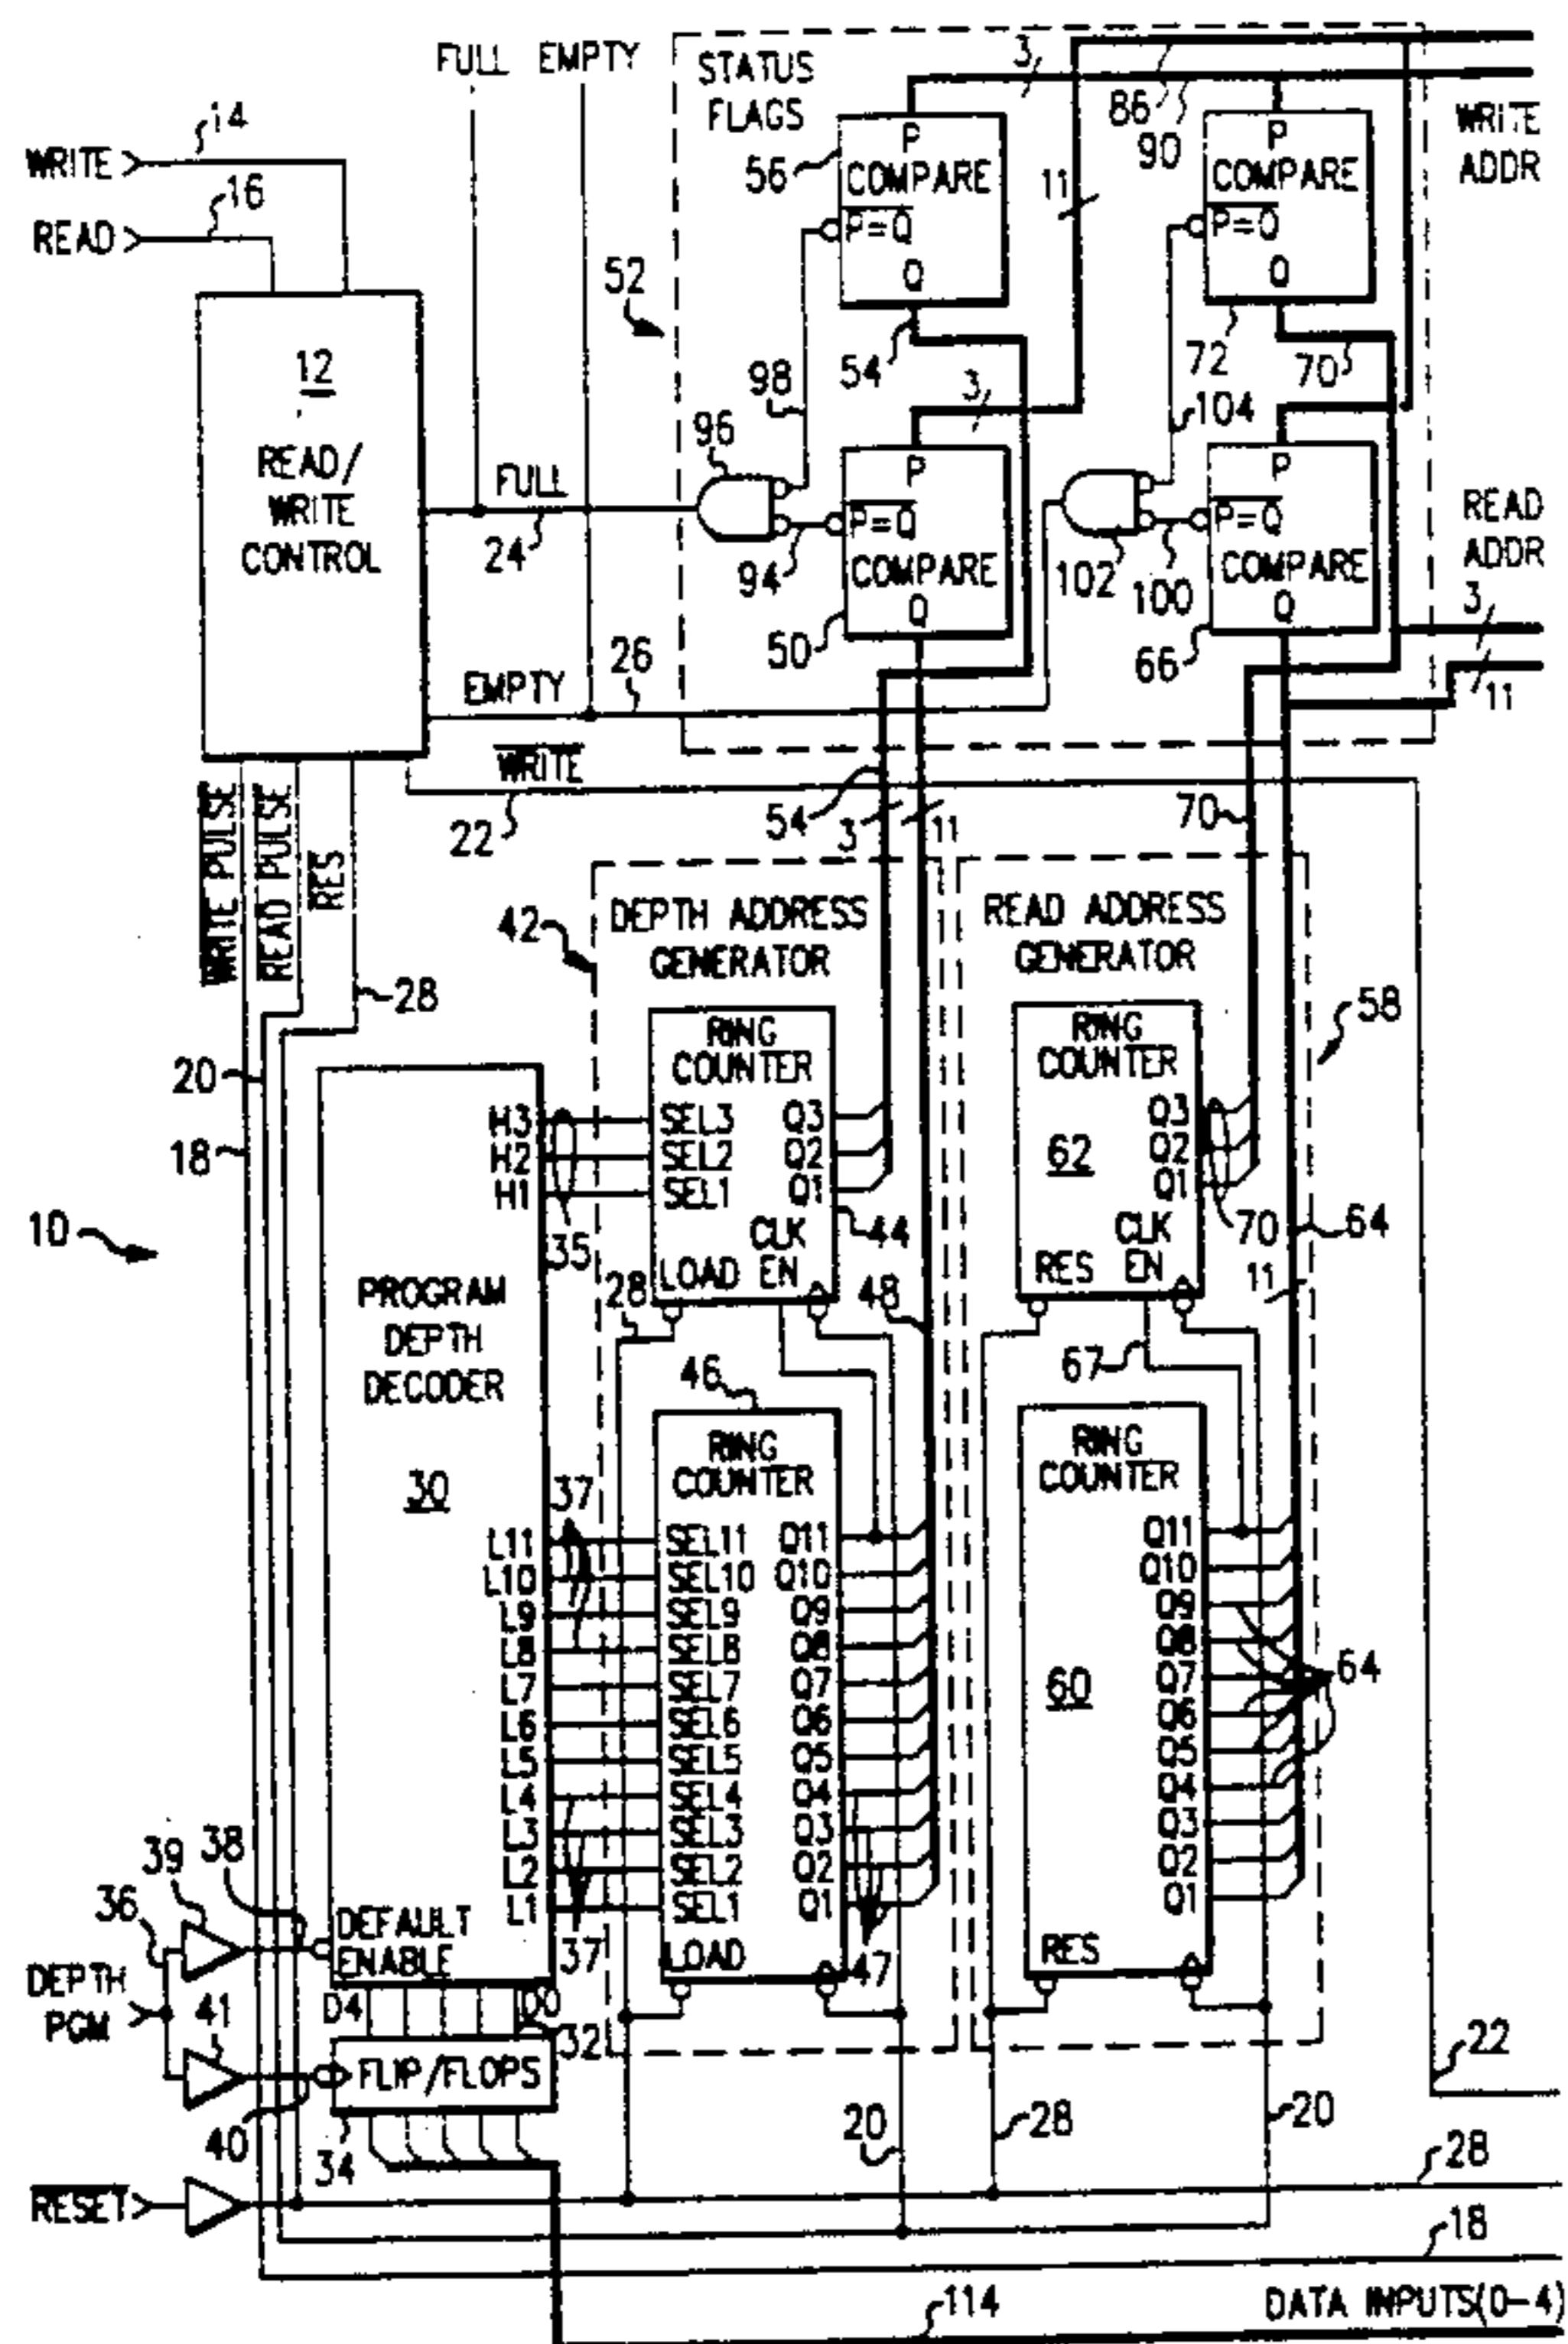 FULL EMPTY
STATUS
FLAGS
3
86
90
WRITE
ADDR
14
WRITE
16
READ
56
P
COMPARE
P=Q
Q
11
P
COMPARE
P=Q
Q
72
70
52
54
98
3
104
12
READ/
WRITE
CONTROL
FULL
24
96
94
P
P=Q
COMPARE
Q
50
102
100
P
P=Q
COMPARE
Q
66
READ
ADDR
3
11
EMPTY
26
WRITE
22
54
3
11
70
WRITE PULSE
READ PULSE
RES
28
20
18
10
42
DEPTH ADDRESS
GENERATOR
READ ADDRESS
GENERATOR
58
RING
COUNTER
SEL3 Q3
SEL2 Q2
SEL1 Q1
CLK
LOAD EN
44
48
RING
COUNTER
Q3
62 Q2
Q1
CLK
RES EN
70
64
11
67
H3
H2
H1
35
28
PROGRAM
DEPTH
DECODER
30
37
46
RING
COUNTER
L11 SEL11 Q11
L10 SEL10 Q10
L9 SEL9 Q9
L8 SEL8 Q8
L7 SEL7 Q7
L6 SEL6 Q6
L5 SEL5 Q5
L4 SEL4 Q4
L3 SEL3 Q3
L2 SEL2 Q2
L1 SEL1 Q1
LOAD
37
47
RING
COUNTER
Q11
Q10
Q9
Q8
Q7
60
Q6
Q5
Q4
Q3
Q2
Q1
RES
64
39
38
36
DEFAULT
ENABLE
DEPTH
PGM
41
D4 D0
32
FLIP/FLOPS
40
34
20
28
20
22
28
RESET
18
DATA INPUTS(0-4)
114